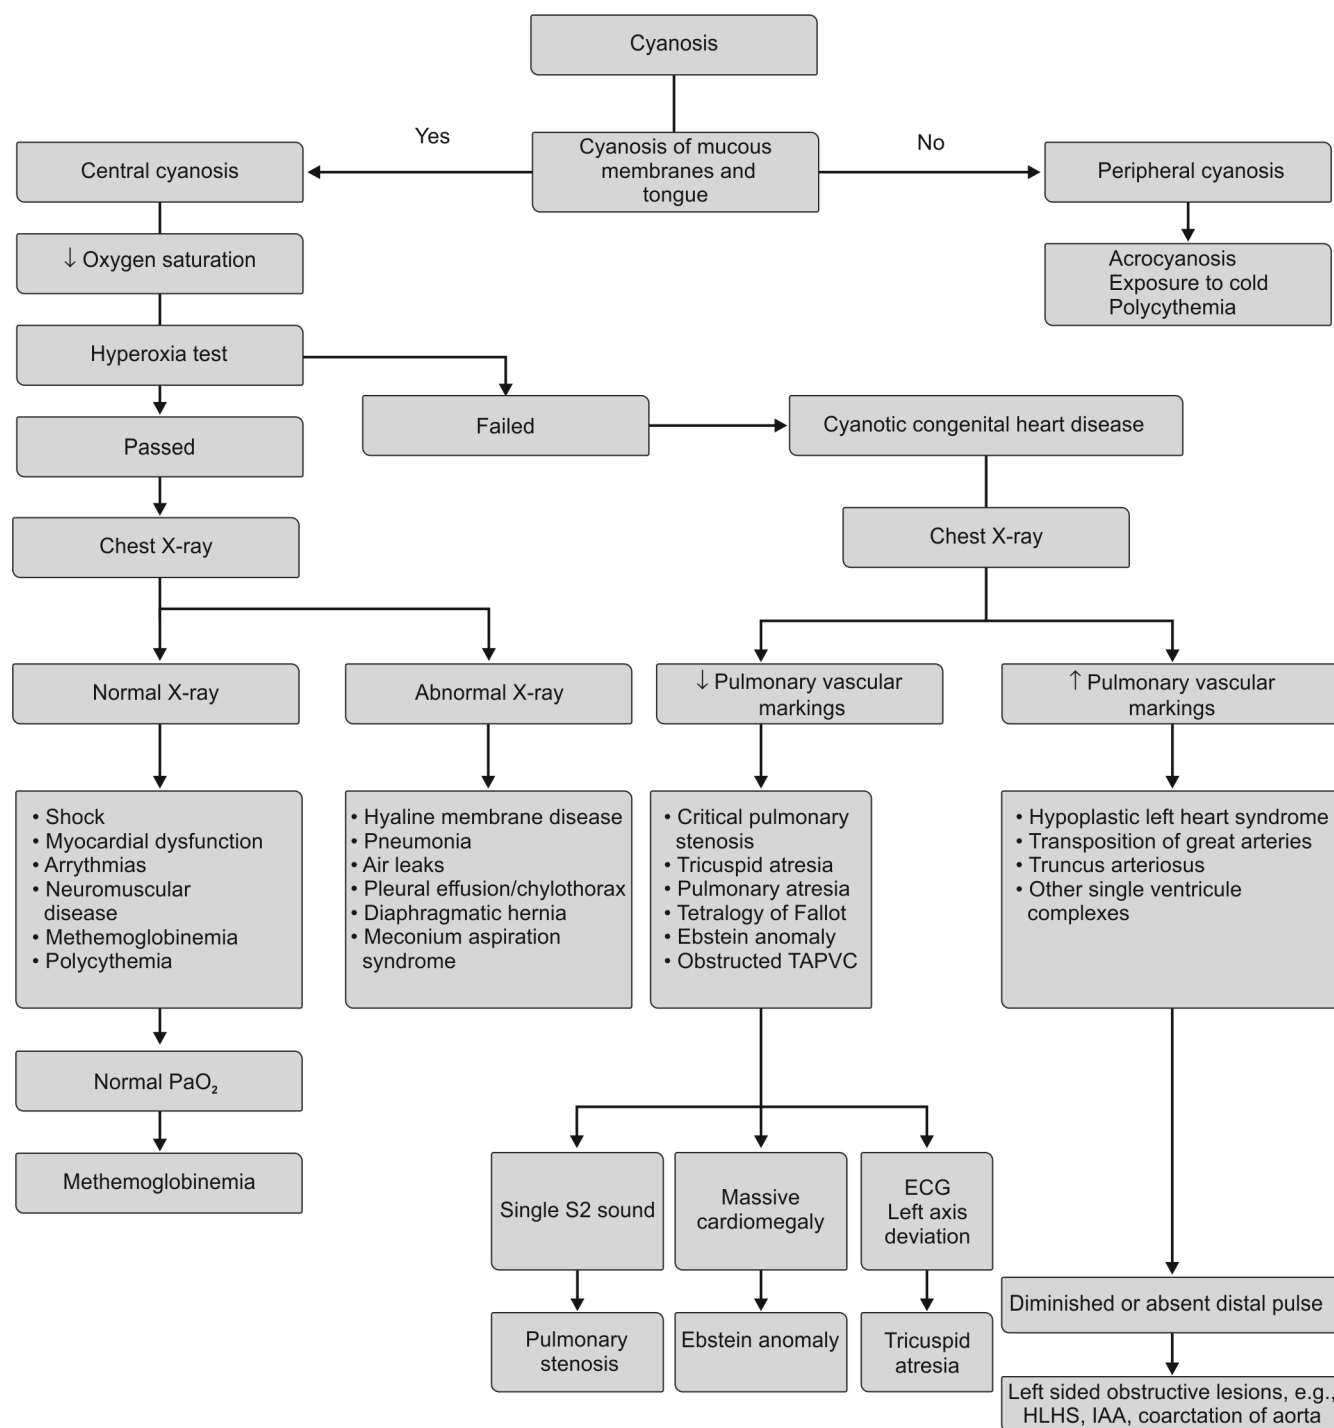 Cyanosis
Yes
Cyanosis of mucous
membranes and
tongue
No
Central cyanosis
Peripheral cyanosis
↓ Oxygen saturation
Acrocyanosis
Exposure to cold
Polycythemia
Hyperoxia test
Passed
Failed
Cyanotic congenital heart disease
Chest X-ray
Chest X-ray
Normal X-ray
Abnormal X-ray
↓ Pulmonary vascular
markings
↑ Pulmonary vascular
markings
• Shock
• Myocardial dysfunction
• Arrythmias
• Neuromuscular
disease
• Methemoglobinemia
• Polycythemia
• Hyaline membrane disease
• Pneumonia
• Air leaks
• Pleural effusion/chylothorax
• Diaphragmatic hernia
• Meconium aspiration
syndrome
• Critical pulmonary
stenosis
• Tricuspid atresia
• Pulmonary atresia
• Tetralogy of Fallot
• Ebstein anomaly
• Obstructed TAPVC
• Hypoplastic left heart syndrome
• Transposition of great arteries
• Truncus arteriosus
• Other single ventricule
complexes
Normal PaO₂
Methemoglobinemia
Single S2 sound
Massive
cardiomegaly
ECG
Left axis
deviation
Pulmonary
stenosis
Ebstein anomaly
Tricuspid
atresia
Diminished or absent distal pulse
Left sided obstructive lesions, e.g.,
HLHS, IAA, coarctation of aorta